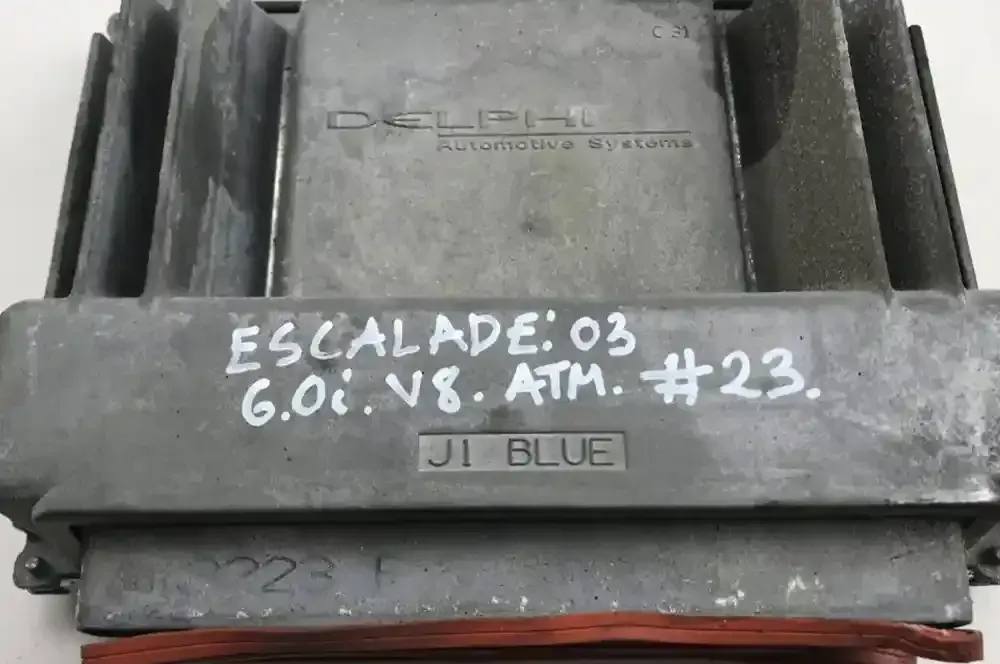 DELPHI
Automotive Systems
ESCALADE: 03
6.0i. V8. ATM. #23.
J1 BLUE